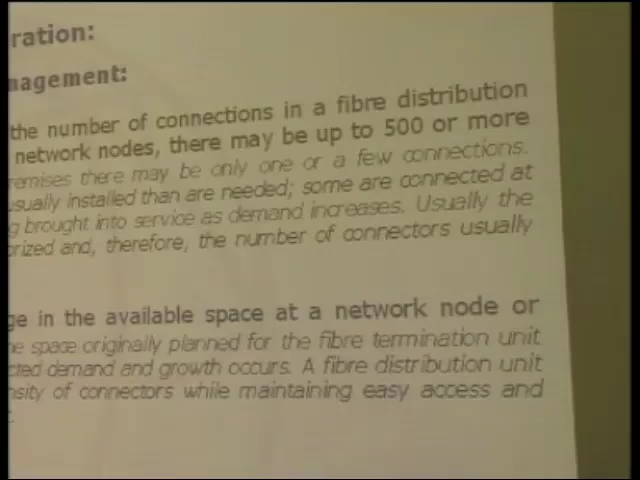 ration:
nagement:
the number of connections in a fibre distribution
network nodes, there may be up to 500 or more
remises there may be only one or a few connections.
sually installed than are needed; some are connected at
g brought into service as demand increases. Usually the
orized and, therefore, the number of connectors usually
ge in the available space at a network node or
e space originally planned for the fibre termination unit
cted demand and growth occurs. A fibre distribution unit
nsity of connectors while maintaining easy access and